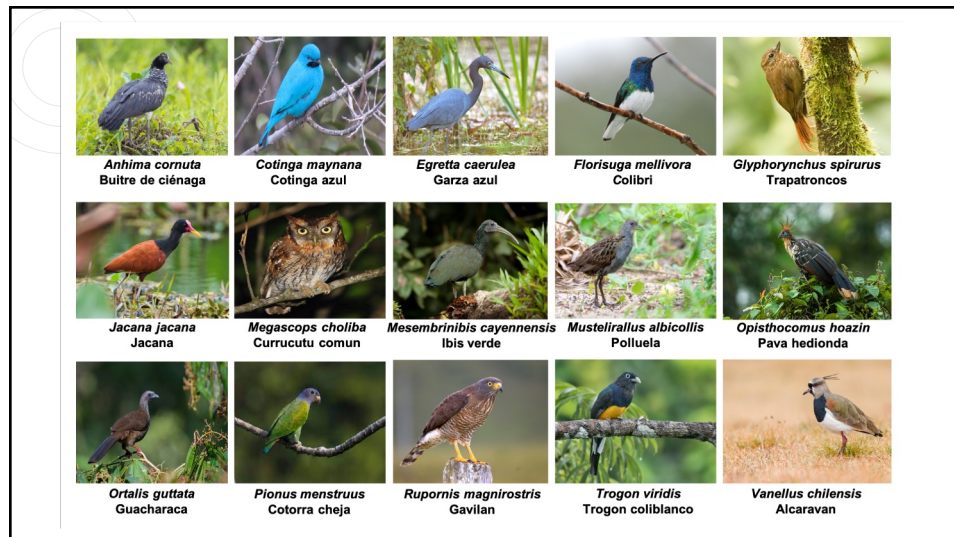 Anhima cornuta
Buitre de ciénaga
Cotinga maynana
Cotinga azul
Egretta caerulea
Garza azul
Florisuga mellivora
Colibri
Glyphorynchus spirurus
Trapatroncos
Jacana jacana
Jacana
Megascops choliba
Currucutu comun
Mesembrinibis cayennensis
Ibis verde
Mustelirallus albicollis
Polluela
Opisthocomus hoazin
Pava hedionda
Ortalis guttata
Guacharaca
Pionus menstruus
Cotorra cheja
Rupornis magnirostris
Gavilan
Trogon viridis
Trogon coliblanco
Vanellus chilensis
Alcaravan